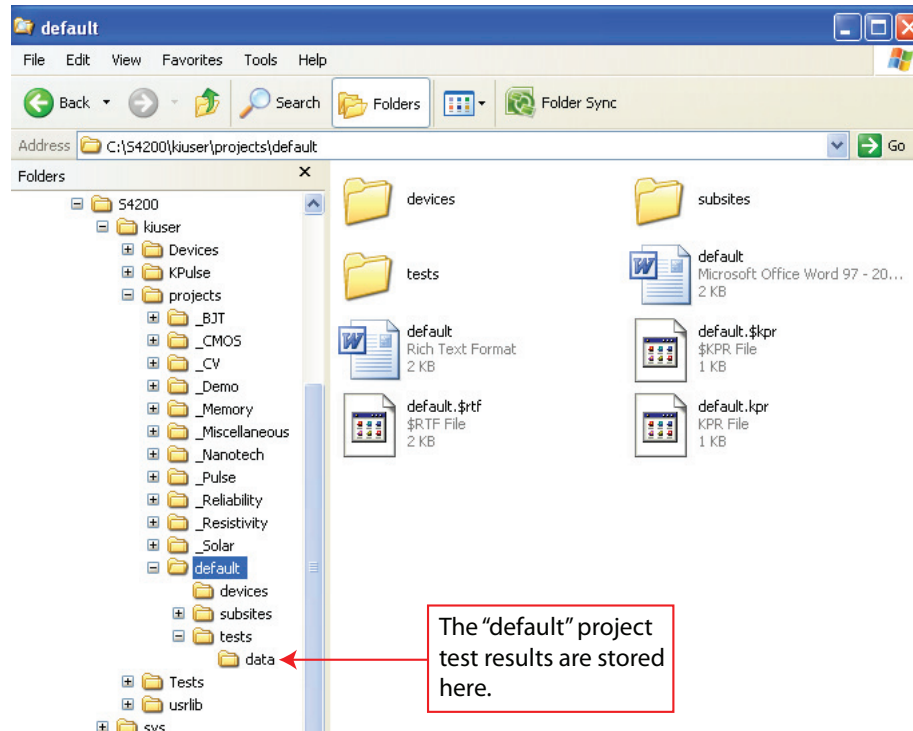 default
File Edit View Favorites Tools Help
Back Search Folders Folder Sync
Address C:\S4200\kiuser\projects\default Go
Folders x
S4200
kiuser
Devices
KPulse
projects
_BJT
_CMOS
_CV
_Demo
_Memory
_Miscellaneous
_Nanotech
_Pulse
_Reliability
_Resistivity
_Solar
default
devices
subsites
tests
data
Tests
usrlib
sys
devices
subsites
tests
default
Microsoft Office Word 97 - 20...
2 KB
default
Rich Text Format
2 KB
default.$kpr
$KPR File
1 KB
default.$rtf
$RTF File
2 KB
default.kpr
KPR File
1 KB
The “default” project
test results are stored
here.